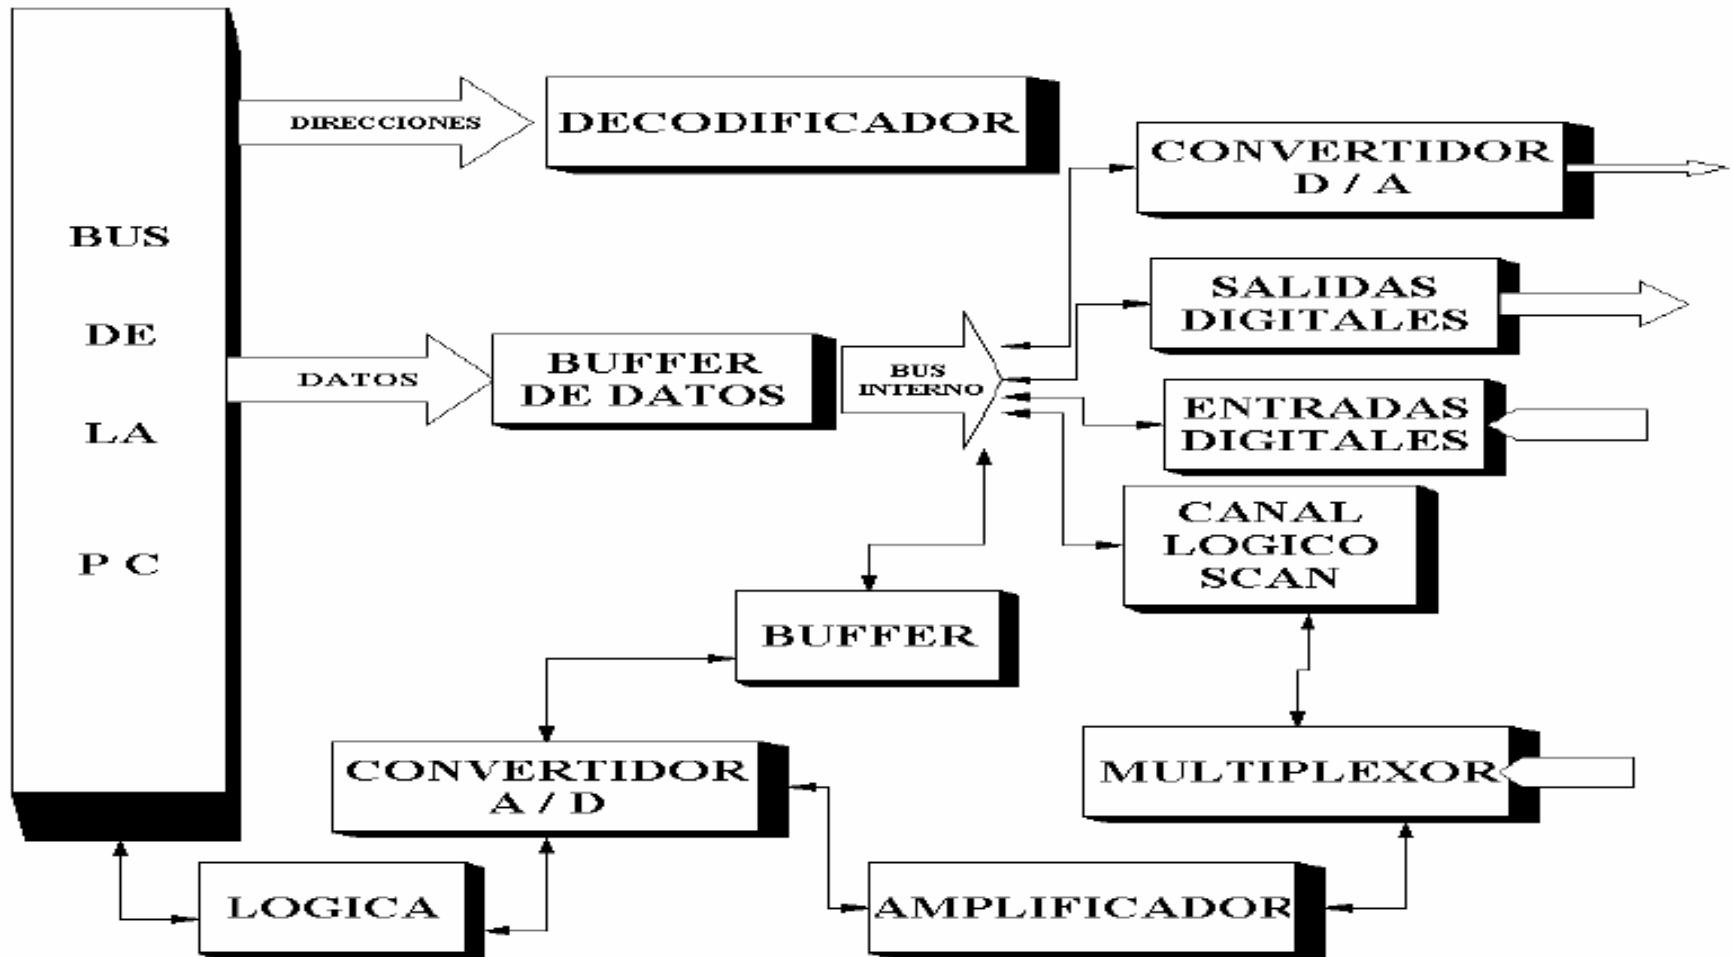 BUS
DE
LA
P C
DIRECCIONES
DECODIFICADOR
CONVERTIDOR
D / A
SALIDAS
DIGITALES
DATOS
BUFFER
DE DATOS
BUS
INTERNO
ENTRADAS
DIGITALES
CANAL
LOGICO
SCAN
BUFFER
CONVERTIDOR
A / D
MULTIPLEXOR
LOGICA
AMPLIFICADOR